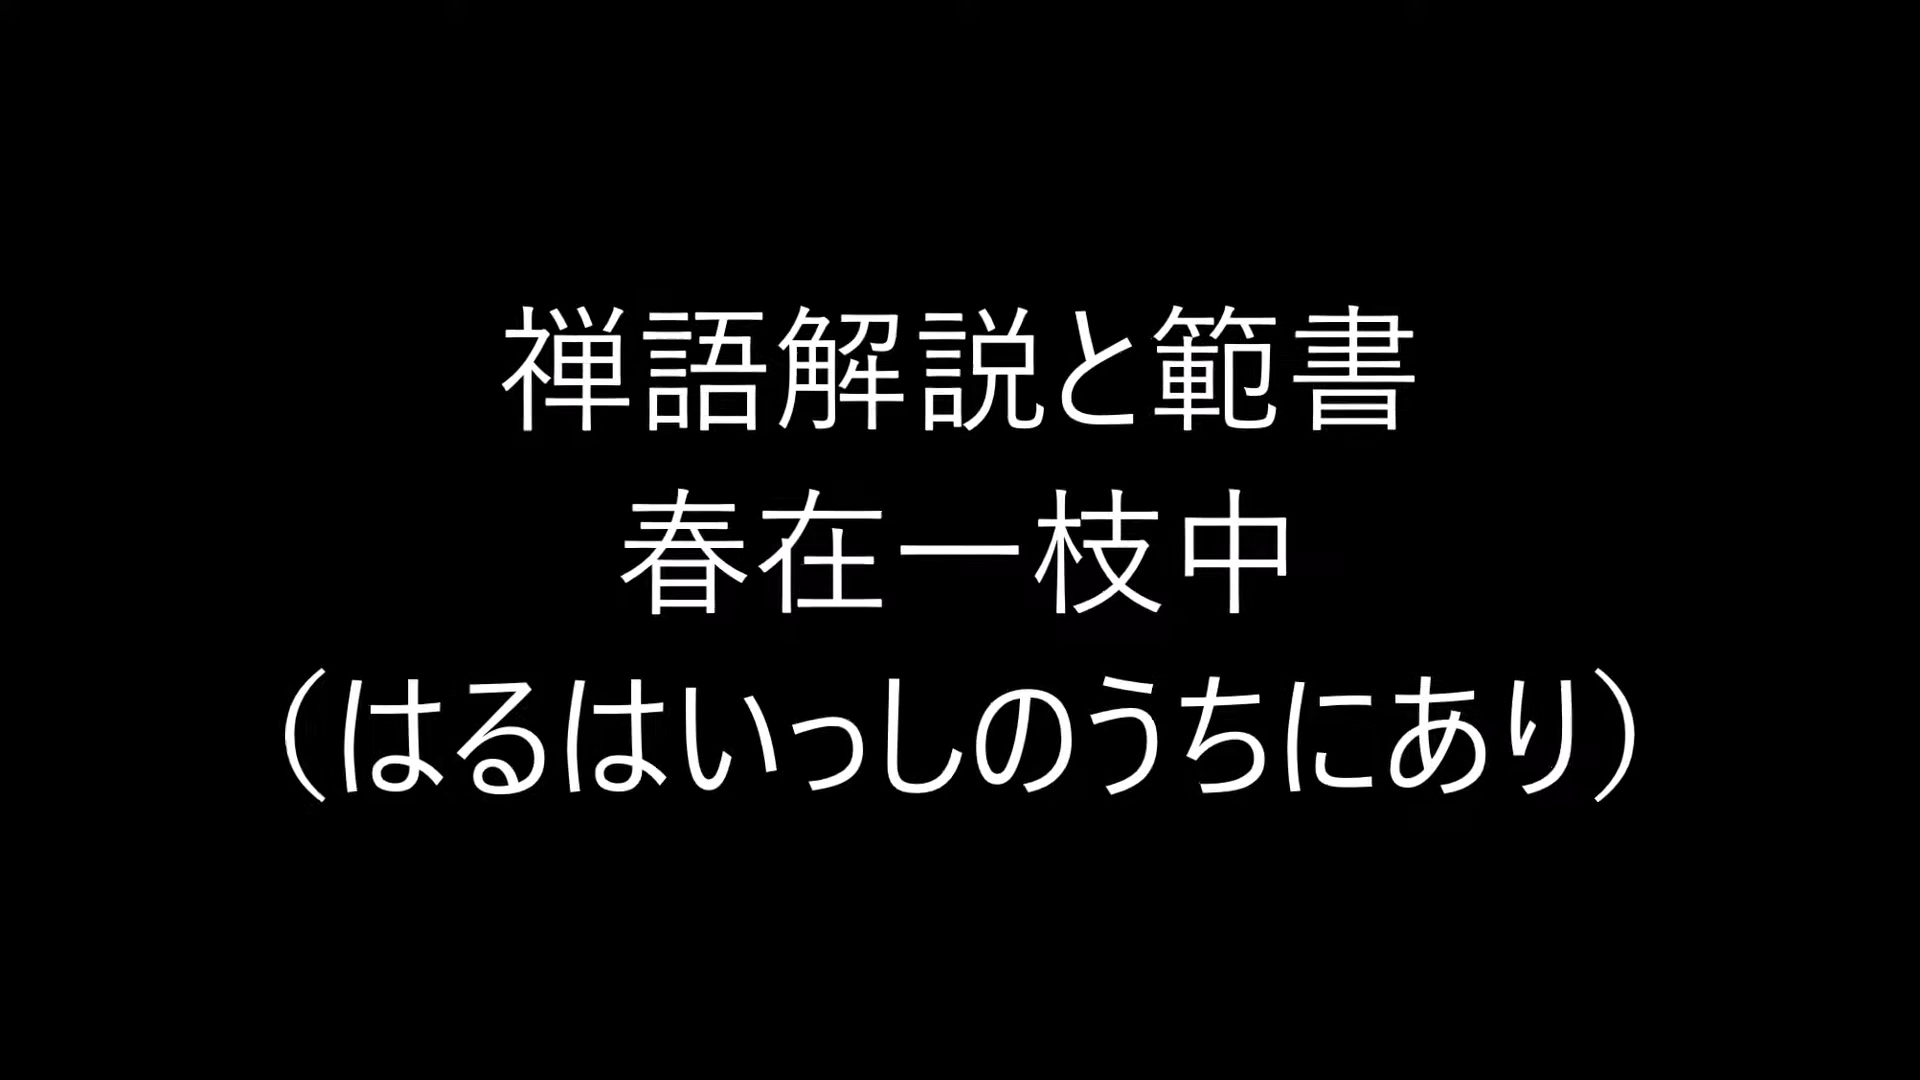 禅語解説と範書
春在一枝中
（はるはいっしのうちにあり）